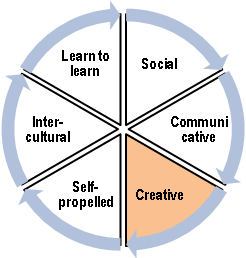 Learn to
learn
Social
Inter-
cultural
Communi
cative
Self-
propelled
Creative